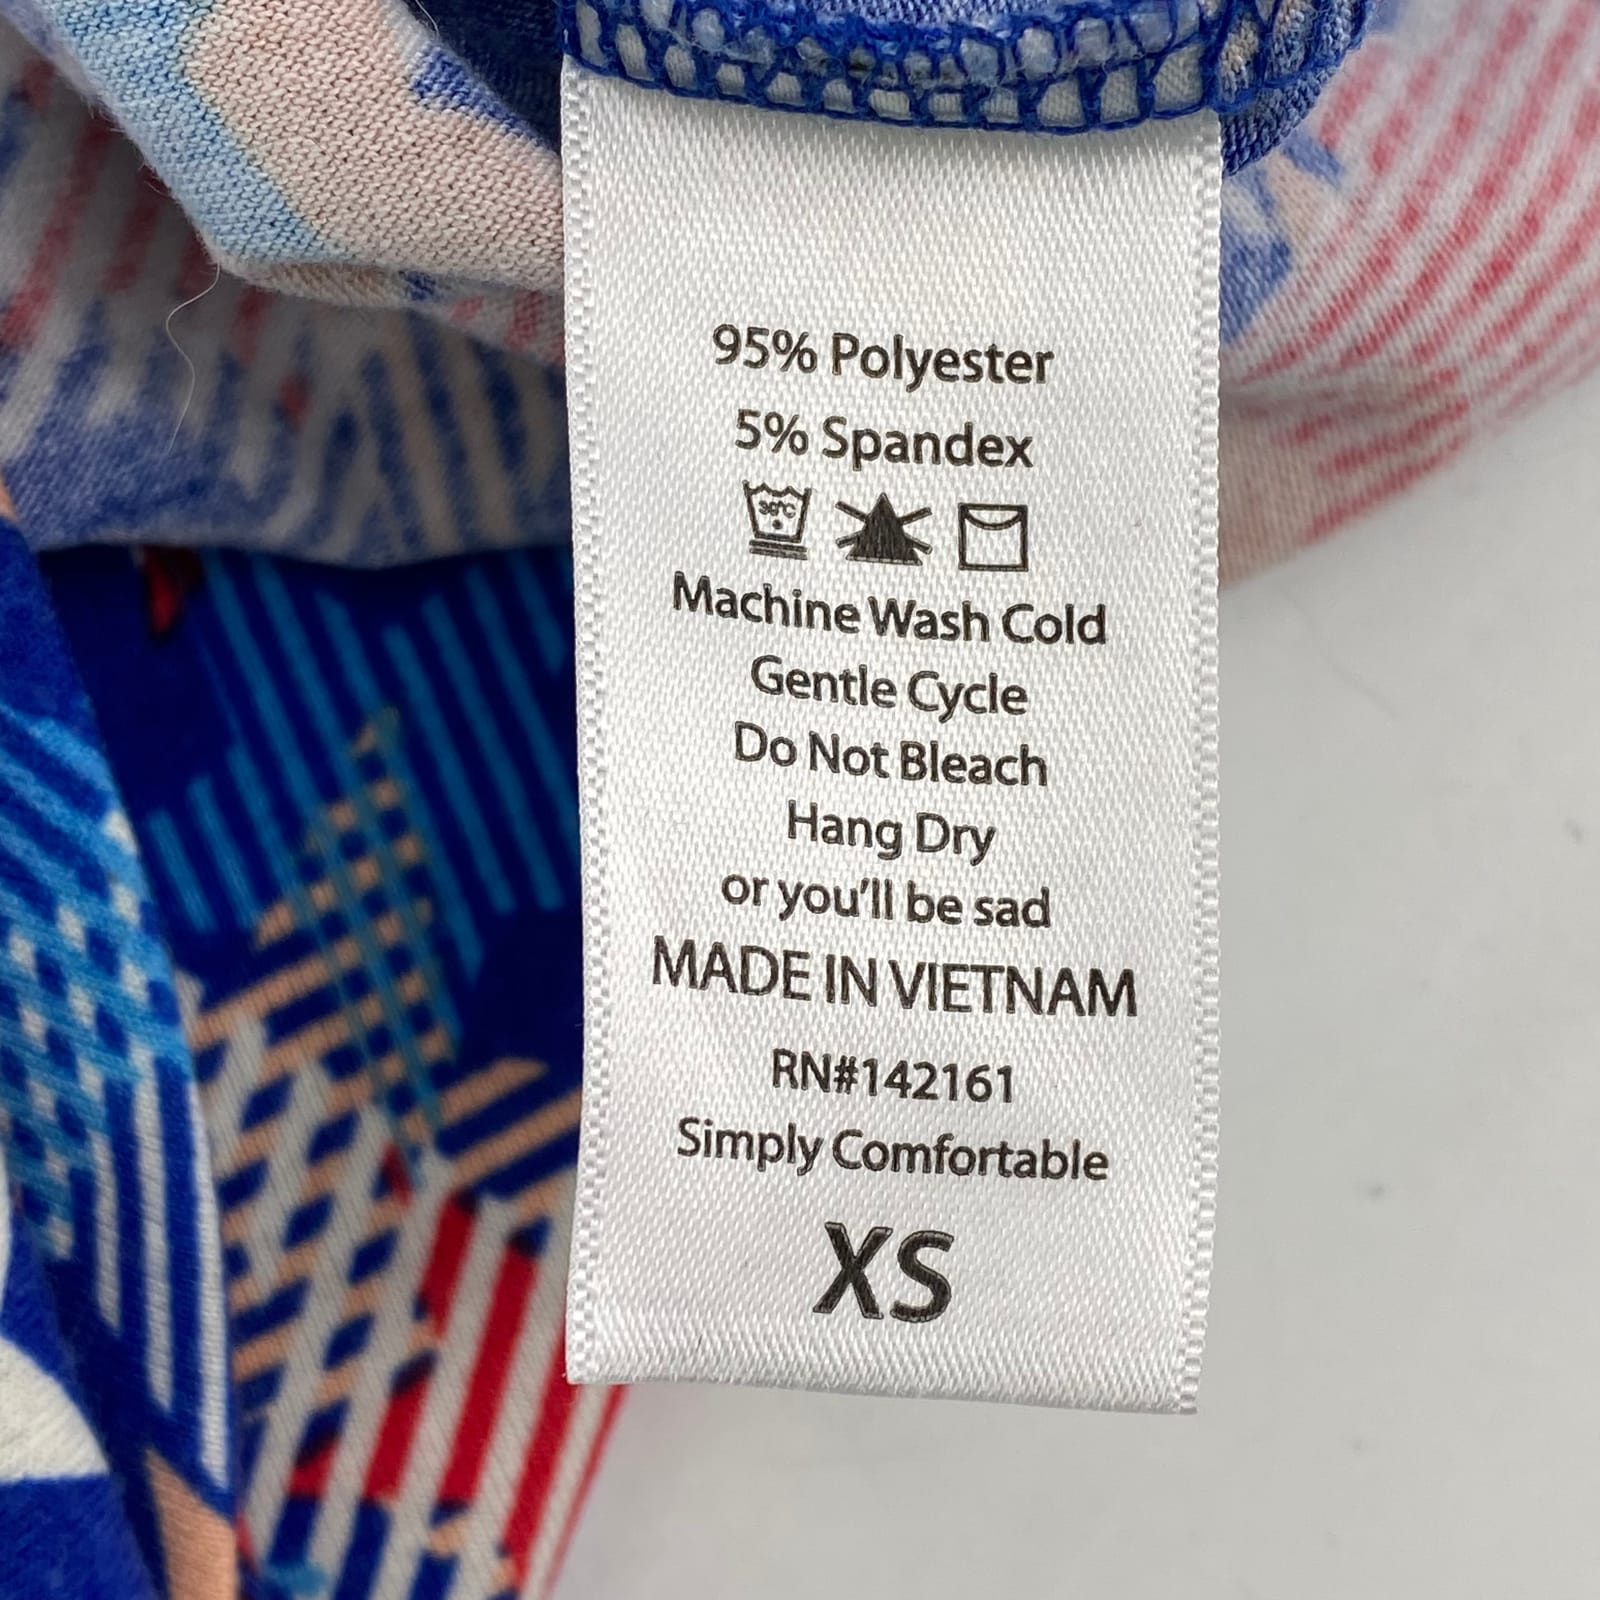 95% Polyester
5% Spandex
30°C
Machine Wash Cold
Gentle Cycle
Do Not Bleach
Hang Dry
or you'll be sad
MADE IN VIETNAM
RN#142161
Simply Comfortable
XS